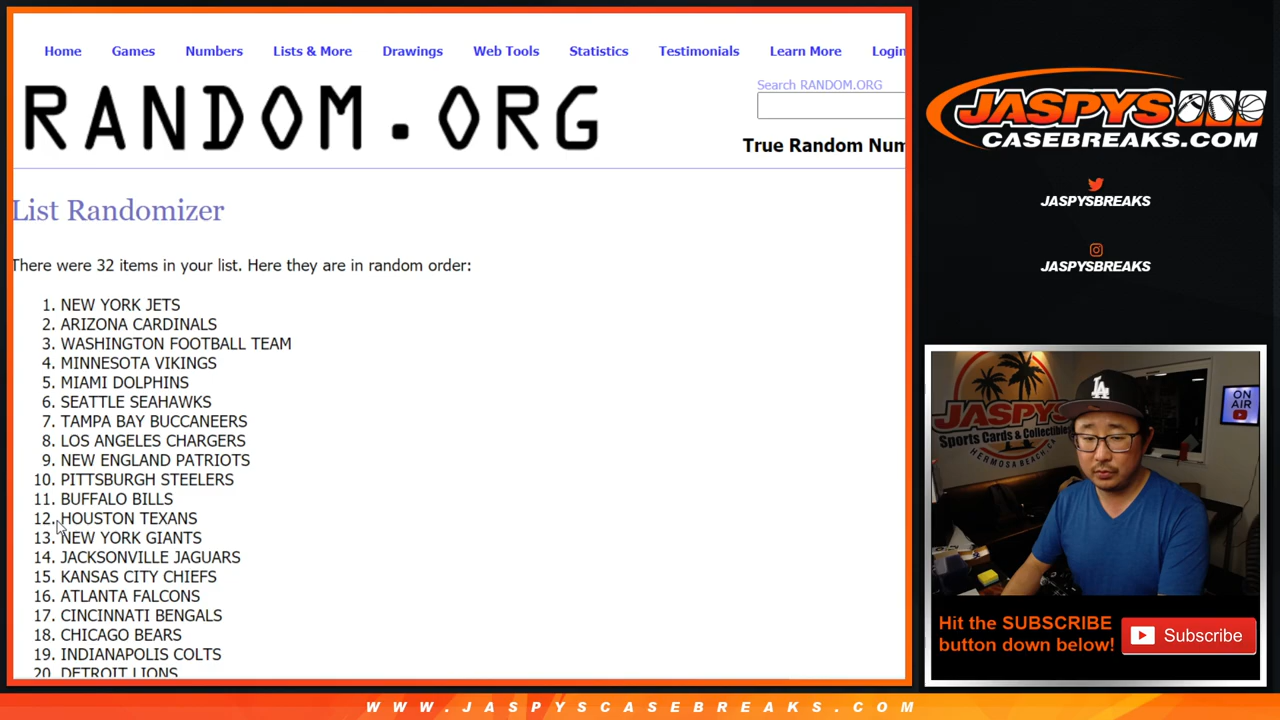 Home Games Numbers Lists & More Drawings Web Tools Statistics Testimonials Learn More Login
Search RANDOM.ORG
RANDOM.ORG
True Random Num
List Randomizer
There were 32 items in your list. Here they are in random order:
1. NEW YORK JETS
2. ARIZONA CARDINALS
3. WASHINGTON FOOTBALL TEAM
4. MINNESOTA VIKINGS
5. MIAMI DOLPHINS
6. SEATTLE SEAHAWKS
7. TAMPA BAY BUCCANEERS
8. LOS ANGELES CHARGERS
9. NEW ENGLAND PATRIOTS
10. PITTSBURGH STEELERS
11. BUFFALO BILLS
12. HOUSTON TEXANS
13. NEW YORK GIANTS
14. JACKSONVILLE JAGUARS
15. KANSAS CITY CHIEFS
16. ATLANTA FALCONS
17. CINCINNATI BENGALS
18. CHICAGO BEARS
19. INDIANAPOLIS COLTS
20. DETROIT LIONS
JASPYS
CASEBREAKS.COM
JASPYSBREAKS
JASPYSBREAKS
JASPYS
Sports Cards & Collectibles
HERMOSA BEACH, CA
LA
ON
AIR
Hit the SUBSCRIBE
button down below!
Subscribe
WWW.JASPYSCASEBREAKS.COM